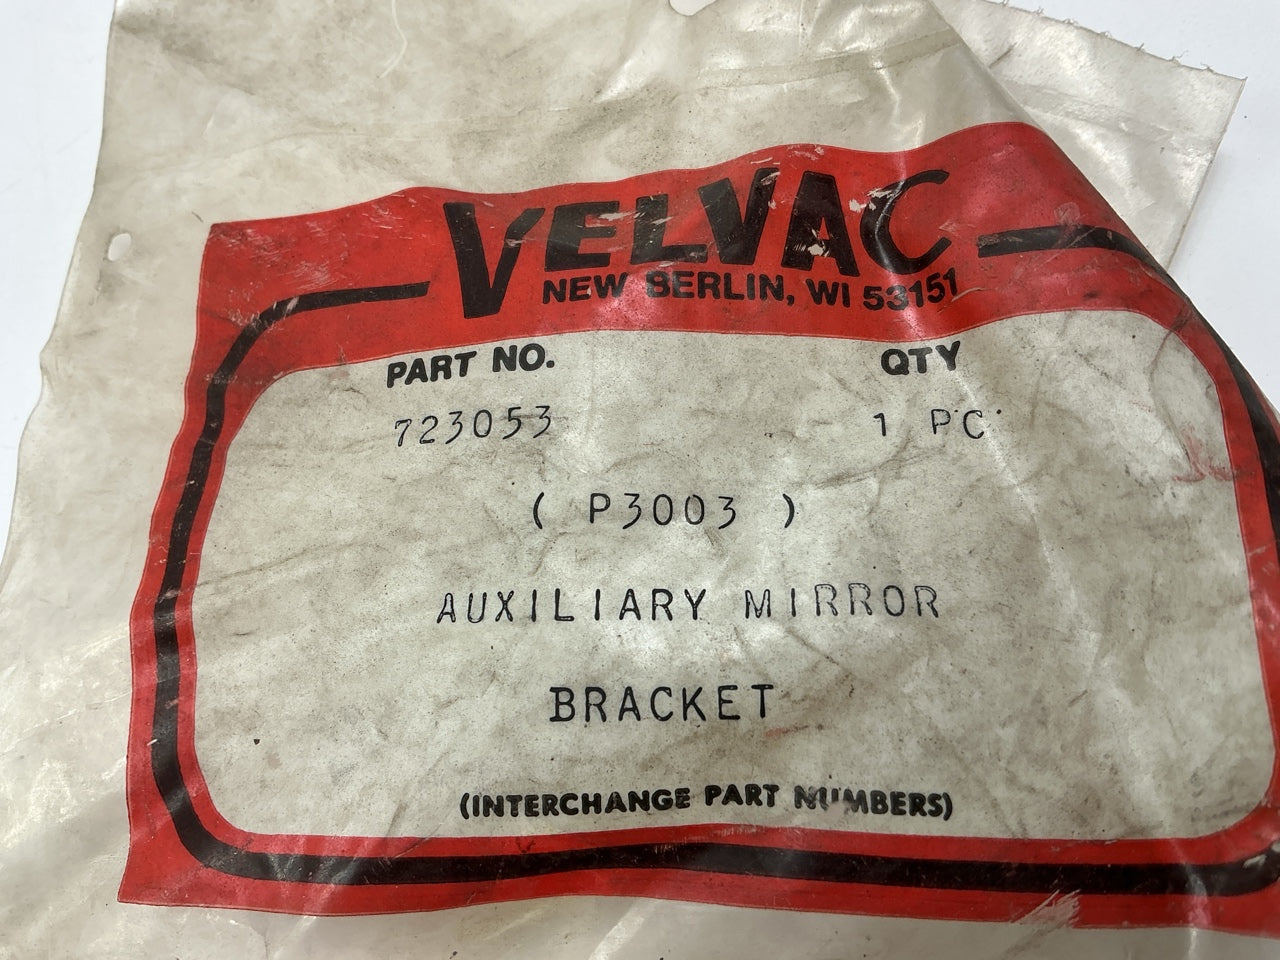 VELVAC
NEW BERLIN, WI 53151
PART NO. QTY
723053 1 PC
( P3003 )
AUXILIARY MIRROR
BRACKET
(INTERCHANGE PART NUMBERS)